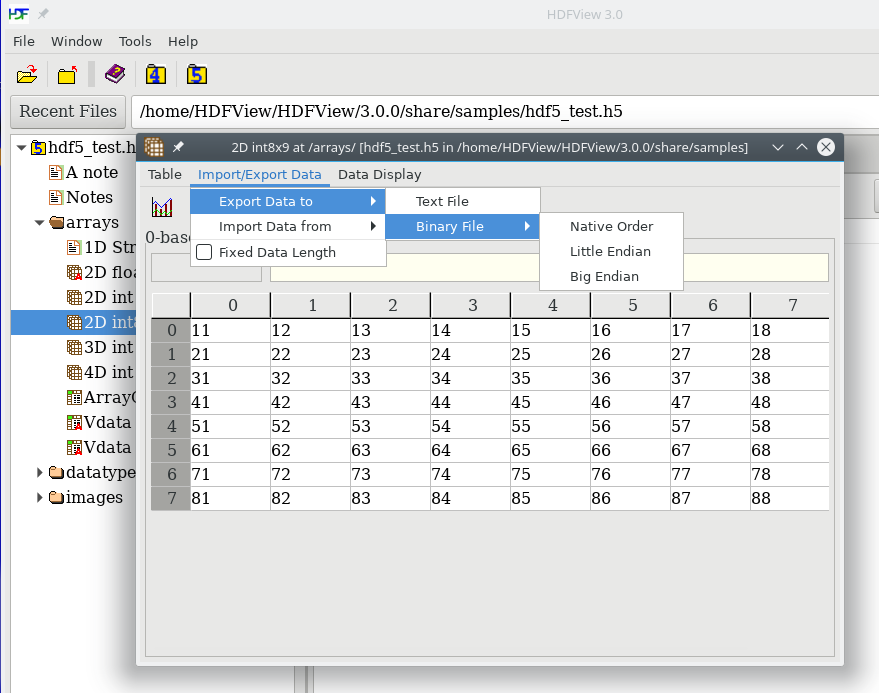 HDF HDFView 3.0
File Window Tools Help
4 5
Recent Files /home/HDFView/HDFView/3.0.0/share/samples/hdf5_test.h5
5 hdf5_test.h
A note
Notes
arrays
1D Str
2D floa
2D int
2D int8
3D int
4D int
Vdata
Vdata
datatype
images
2D int8x9 at /arrays/ [hdf5_test.h5 in /home/HDFView/HDFView/3.0.0/share/samples]
Table Import/Export Data Data Display
Export Data to
Import Data from
Fixed Data Length
Text File
Binary File
Native Order
Little Endian
Big Endian
0-base
0 1 2 3 4 5 6 7
0 11 12 13 14 15 16 17 18
1 21 22 23 24 25 26 27 28
2 31 32 33 34 35 36 37 38
3 41 42 43 44 45 46 47 48
4 51 52 53 54 55 56 57 58
5 61 62 63 64 65 66 67 68
6 71 72 73 74 75 76 77 78
7 81 82 83 84 85 86 87 88